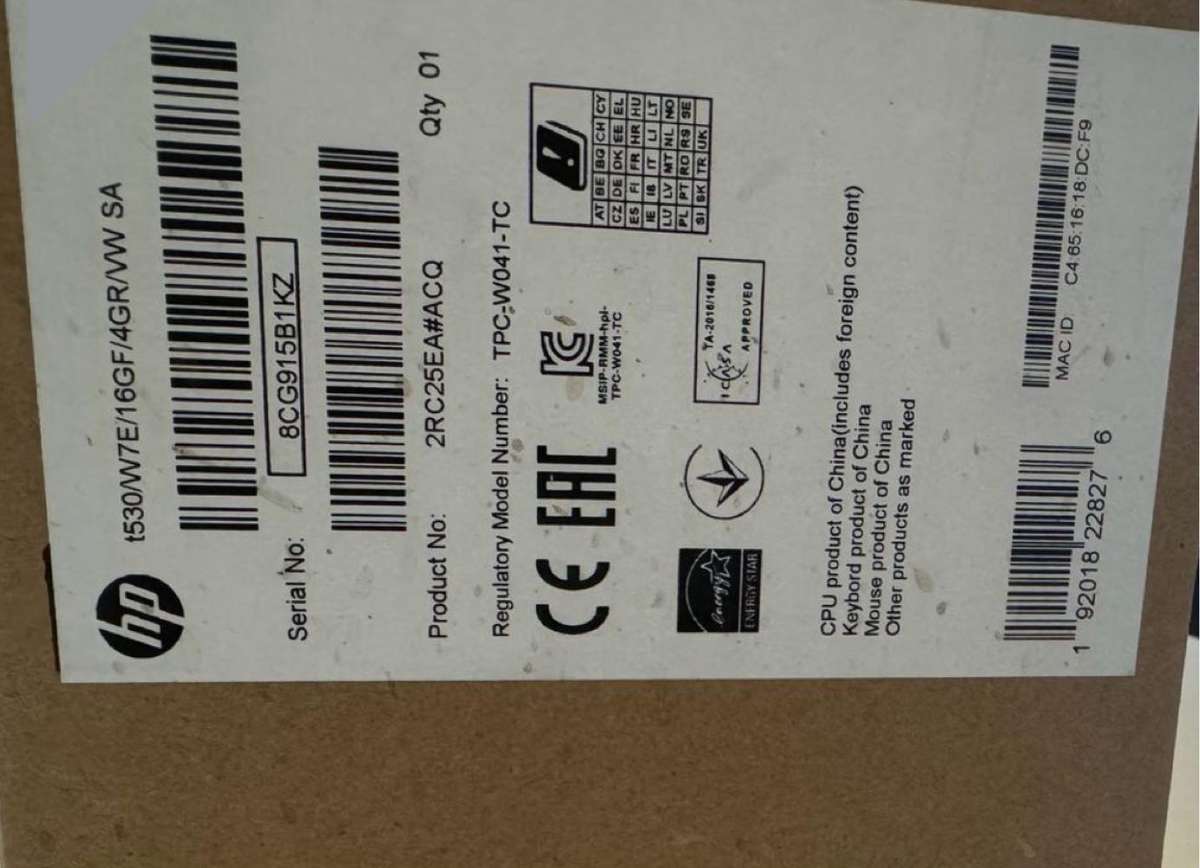 hp
t530/W7E/16GF/4GR/VW SA
Serial No:
8CG915B1KZ
Product No: 2RC25EA#ACQ Qty 01
Regulatory Model Number: TPC-W041-TC
CE EAC KC
MSIP-RMM-hpi-
TPC-W041-TC
AT BE BG CH CY
CZ DE DK EE EL
ES FI FR HR HU
IE IB IT LI LT
LU LV MT NL NO
PL PT RO RS SE
SI SK TR UK
energy
ENERGY STAR
ICASA
TA-2016/1468
APPROVED
CPU product of China(includes foreign content)
Keybord product of China
Mouse product of China
Other products as marked
1 92018 22827 6
MAC ID C4:65:16:18:DC:F9